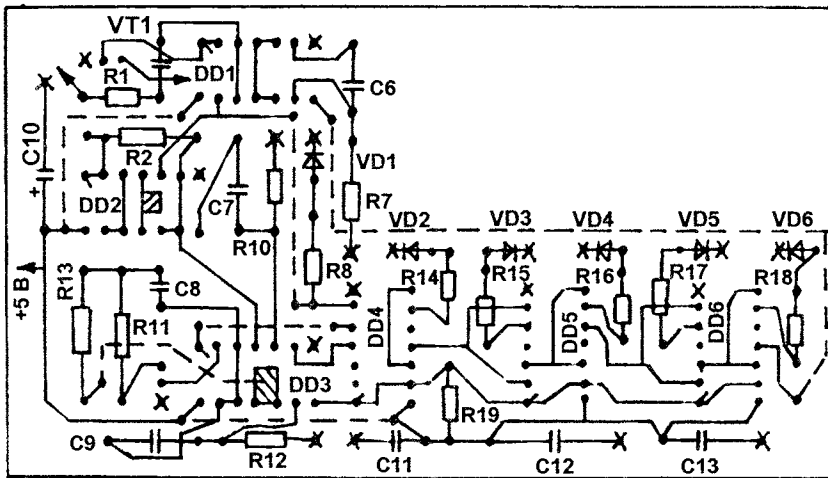 VT1
R1
DD1
C6
C10
+
R2
VD1
DD2
C7
R7
R10
VD2 VD3 VD4 VD5 VD6
+5 В
R13
C8
R8
R14 R15 R16 R17 R18
R11
DD4 DD5 DD6
DD3
R19
C9
R12
C11 C12 C13